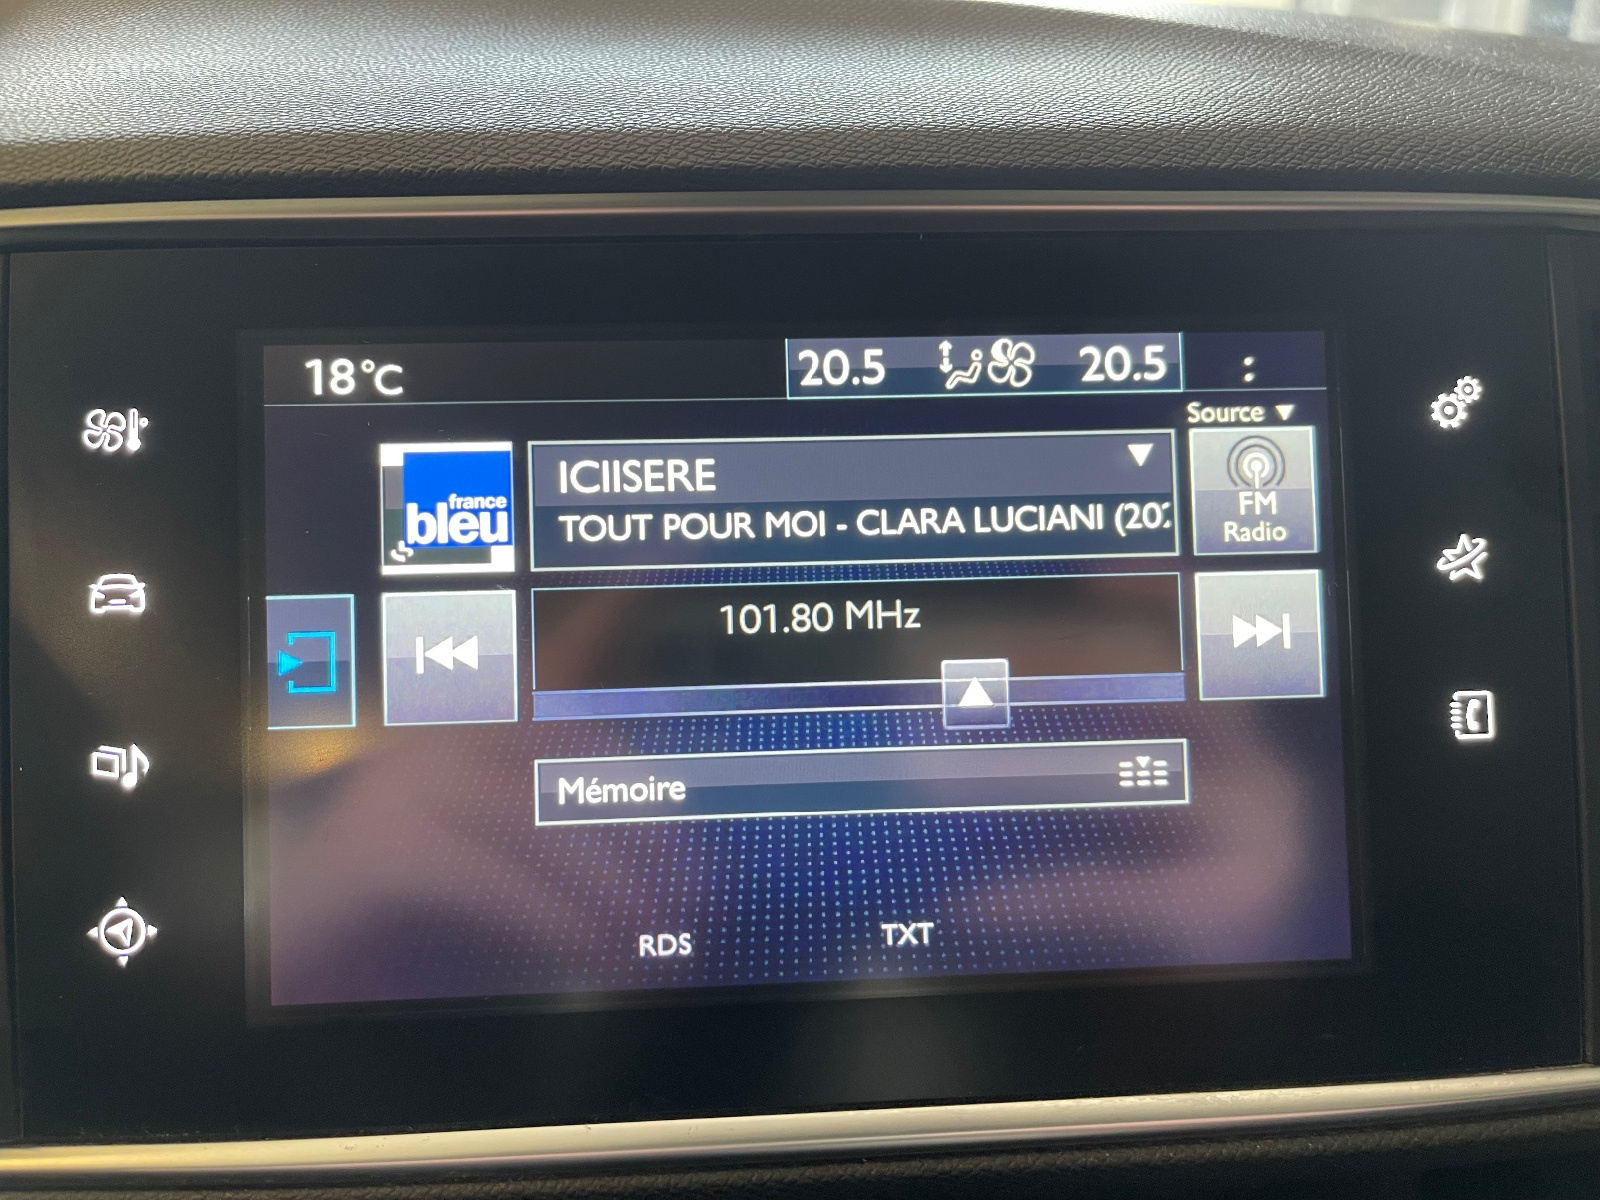 18°C
20.5 20.5 :
Source
france
bleu
ICIISERE
TOUT POUR MOI - CLARA LUCIANI (20
FM
Radio
101.80 MHz
Mémoire
RDS TXT